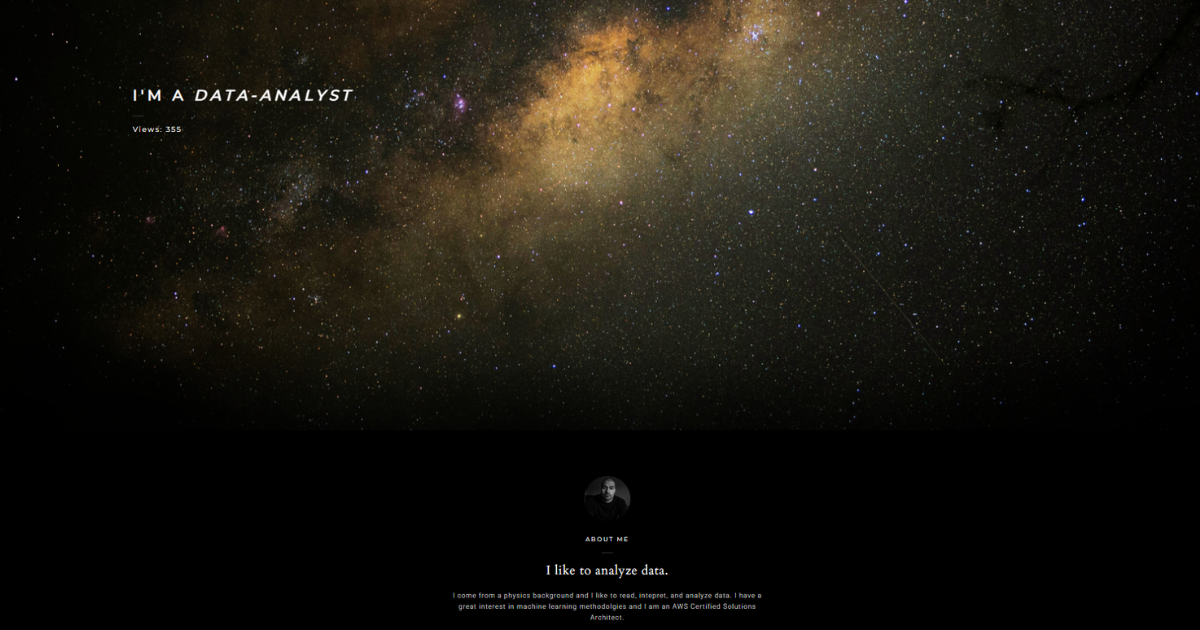 I'M A DATA-ANALYST
Views: 355
ABOUT ME
I like to analyze data.
I come from a physics background and I like to read, intepret, and analyze data. I have a
great interest in machine learning methodolgies and I am an AWS Certified Solutions
Architect.